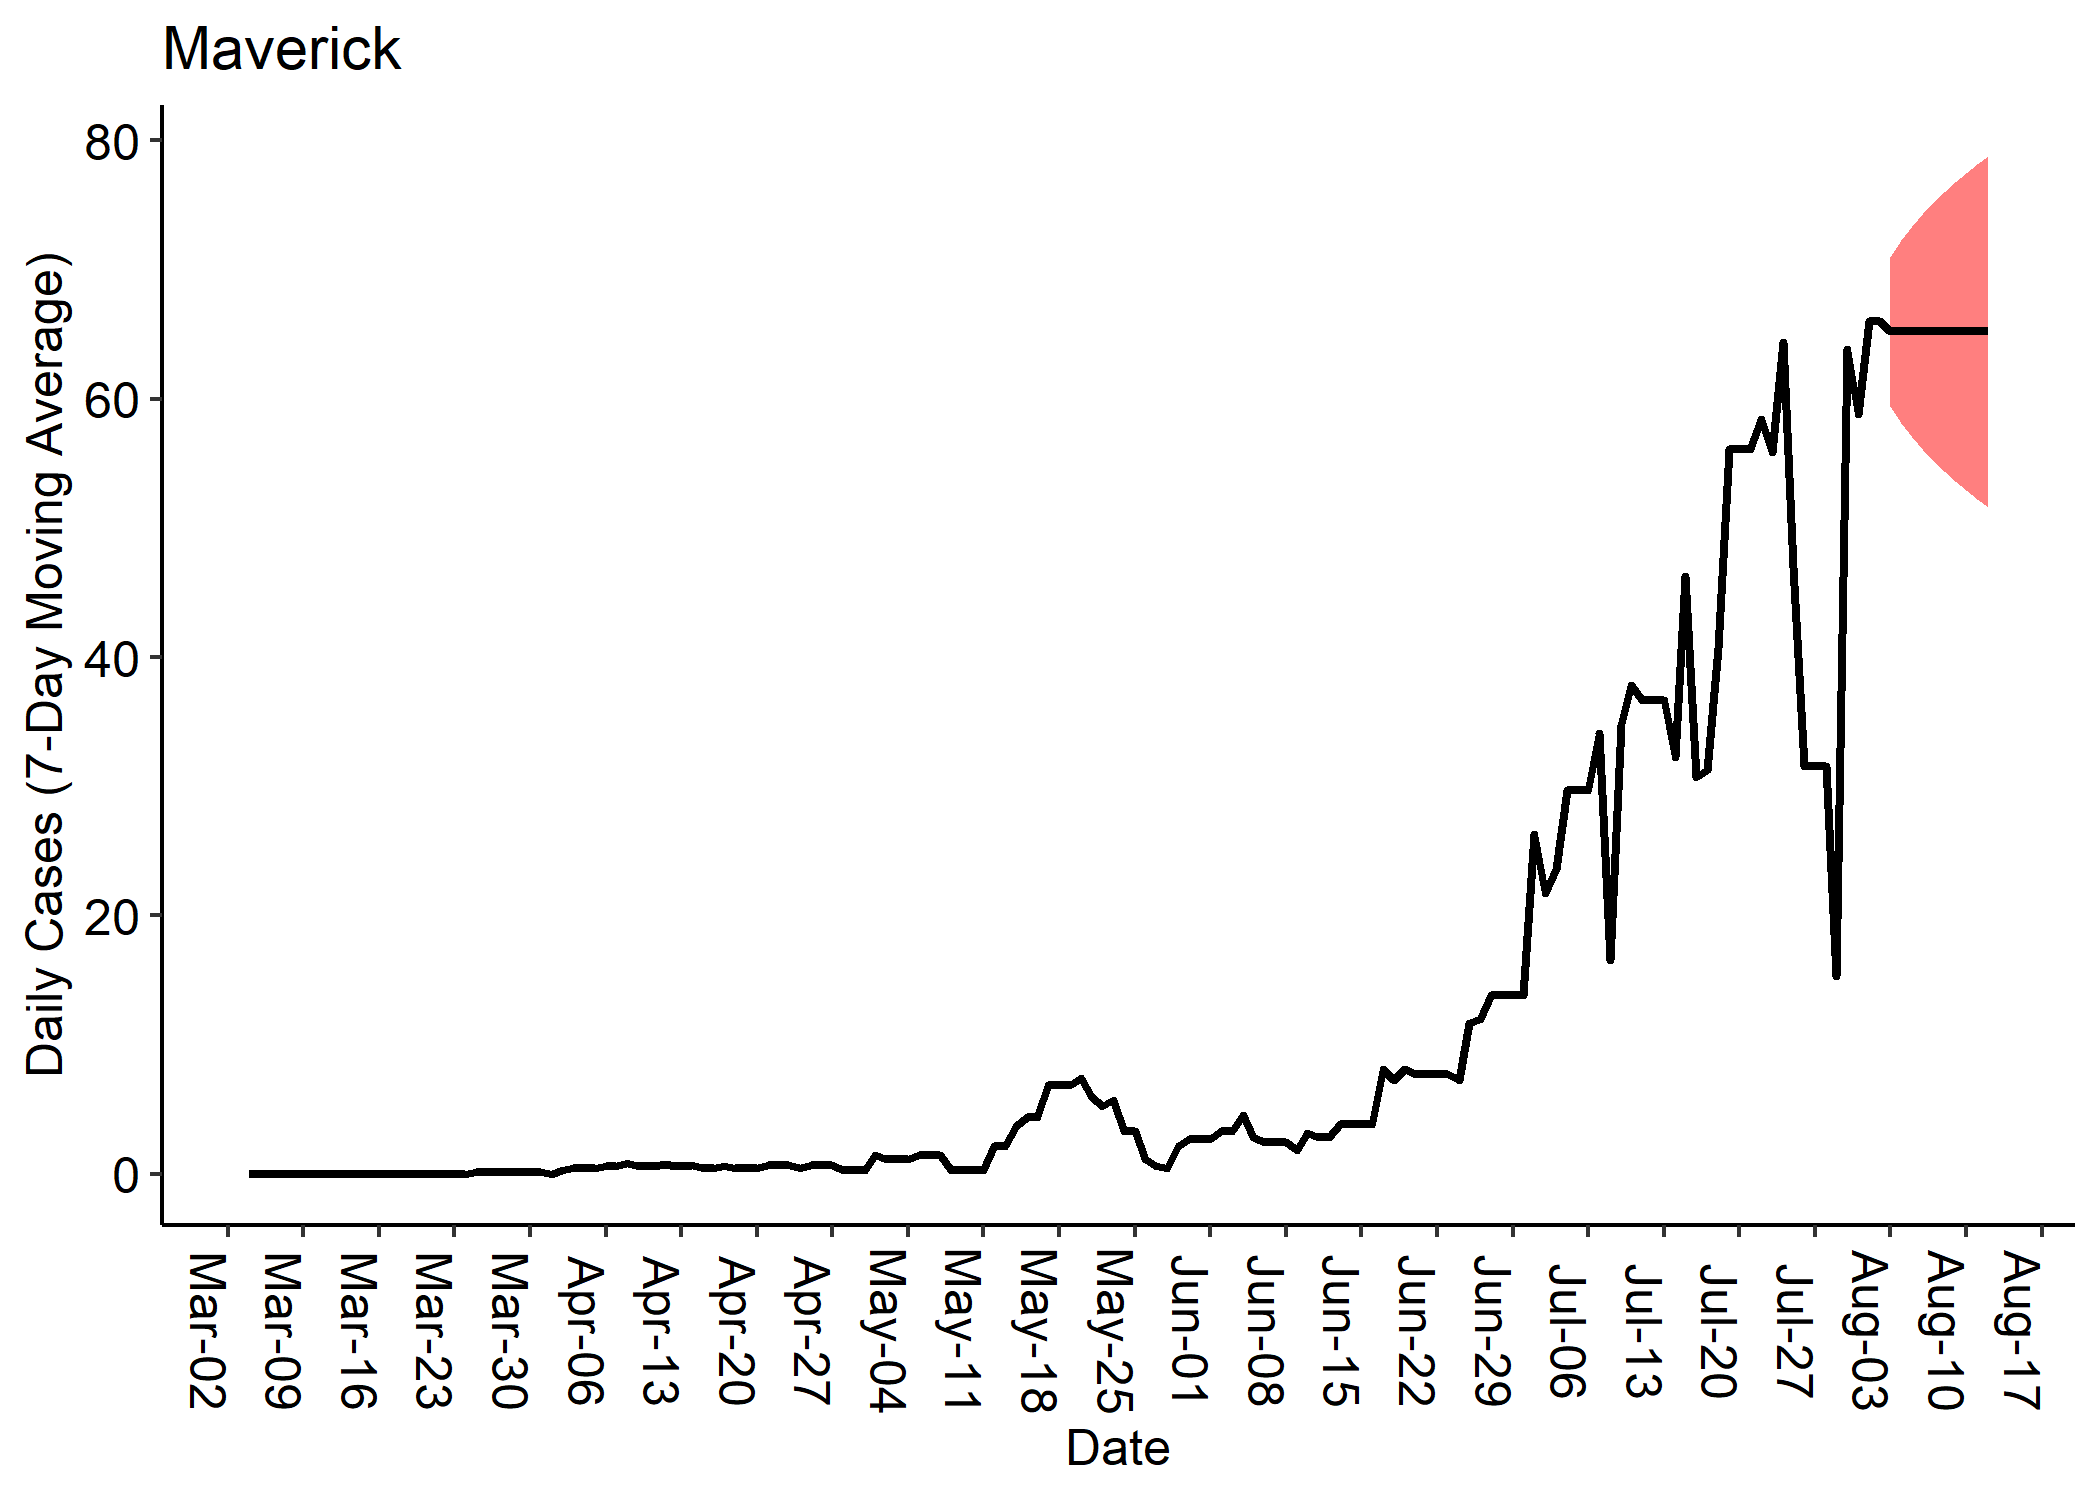 Maverick
Daily Cases (7-Day Moving Average)
80
60
40
20
0
Mar-02
Mar-09
Mar-16
Mar-23
Mar-30
Apr-06
Apr-13
Apr-20
Apr-27
May-04
May-11
May-18
May-25
Jun-01
Jun-08
Jun-15
Jun-22
Jun-29
Jul-06
Jul-13
Jul-20
Jul-27
Aug-03
Aug-10
Aug-17
Date